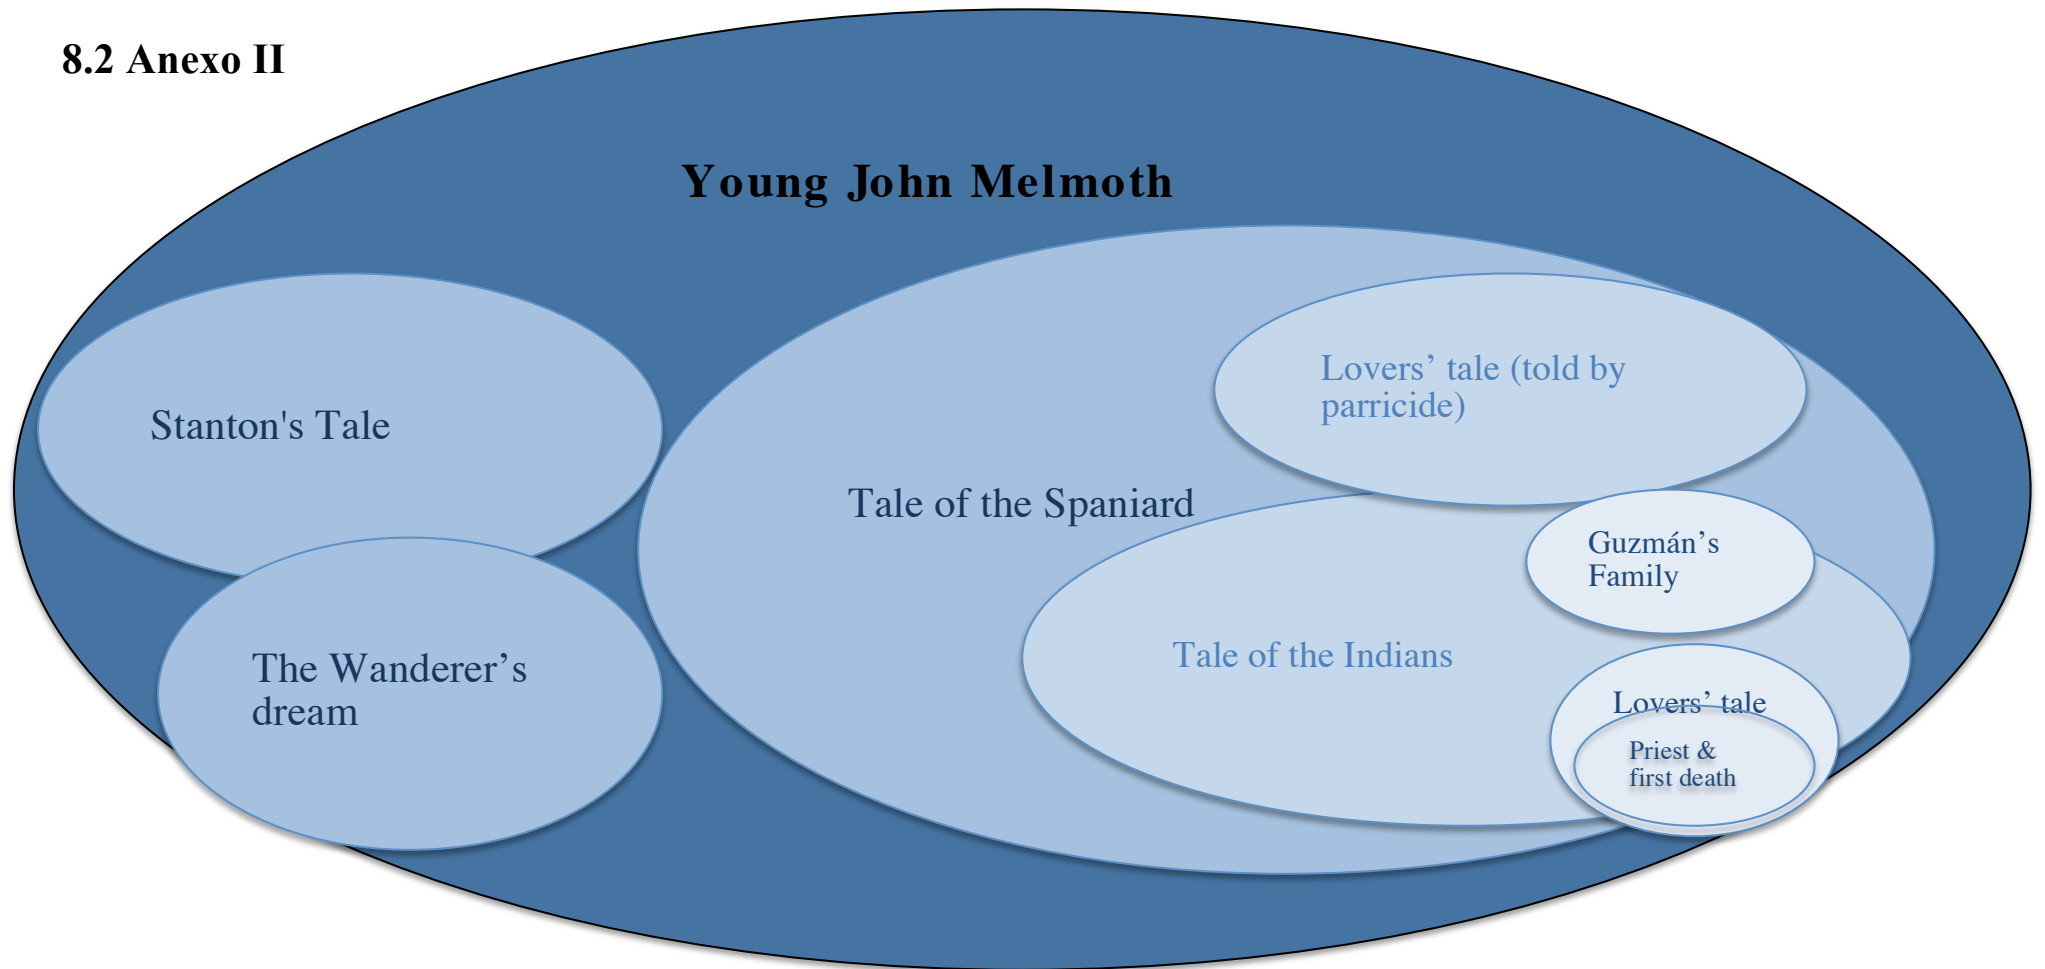 8.2 Anexo II
Young John Melmoth
Stanton's Tale
The Wanderer’s
dream
Tale of the Spaniard
Lovers’ tale (told by
parricide)
Tale of the Indians
Guzmán’s
Family
Lovers’ tale
Priest &
first death